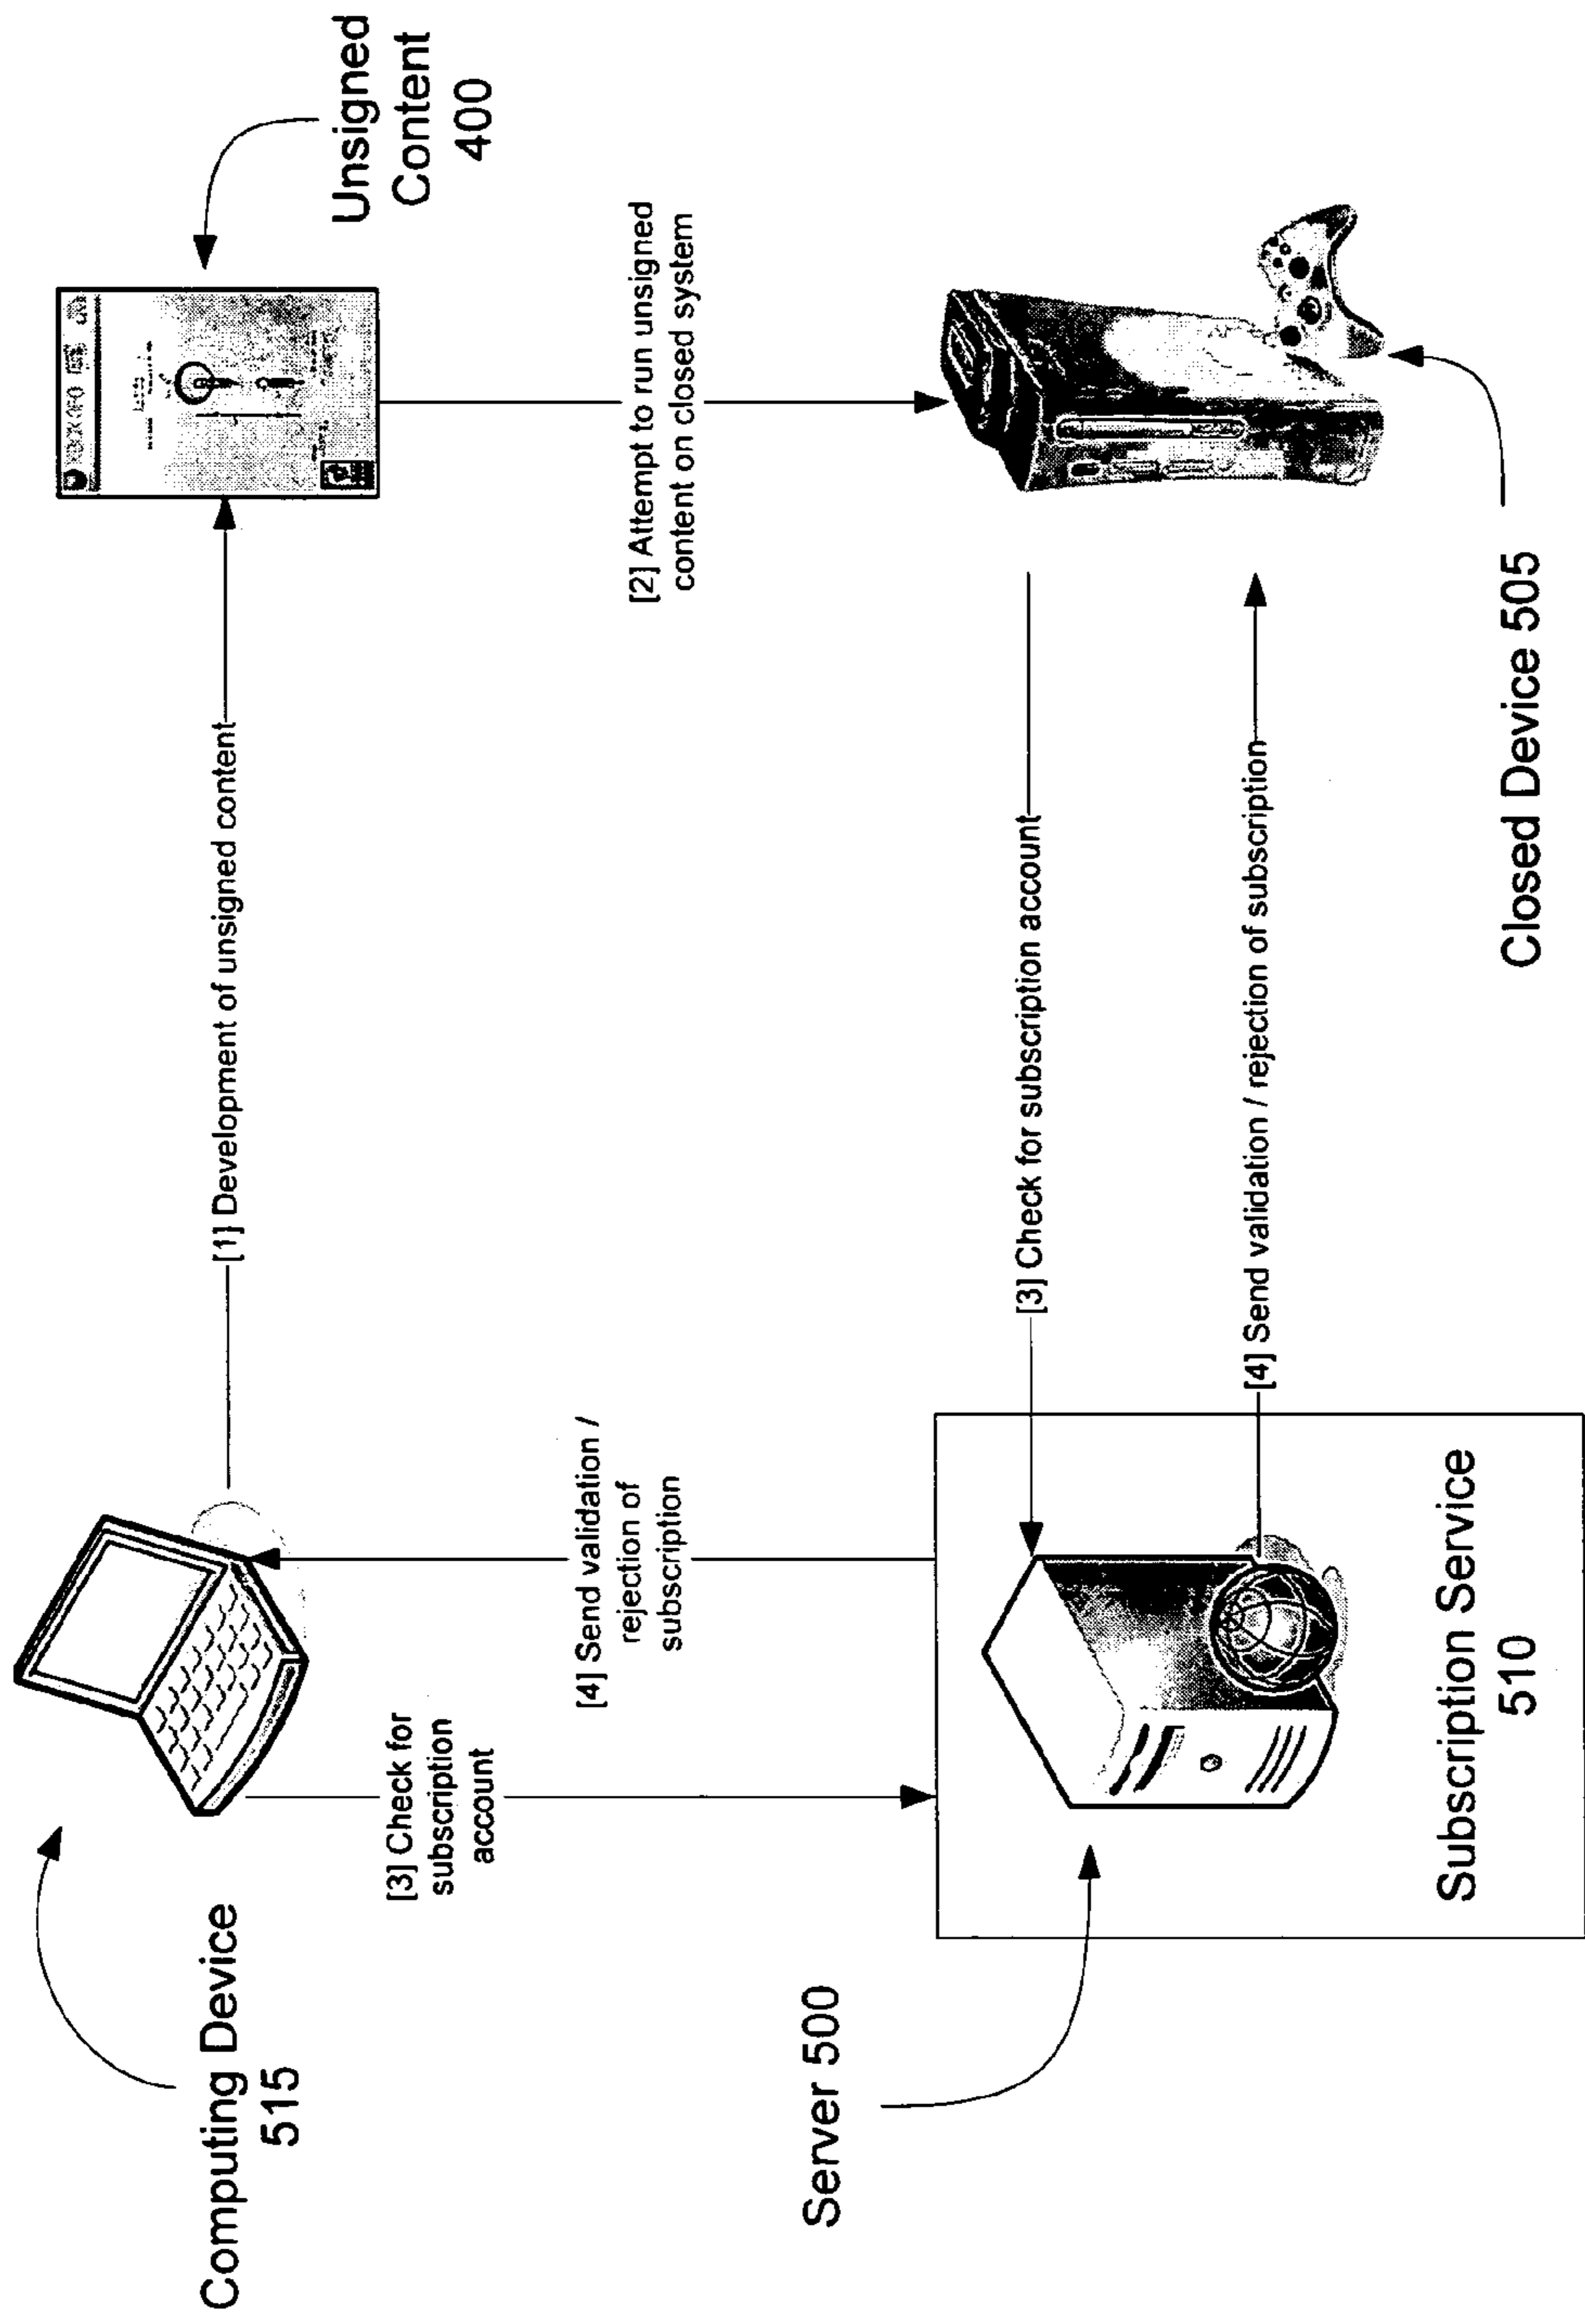 Computing Device
515
[1] Development of unsigned content
Unsigned
Content
400
[3] Check for
subscription
account
[4] Send validation /
rejection of
subscription
[2] Attempt to run unsigned
content on closed system
Server 500
[3] Check for subscription account
[4] Send validation / rejection of subscription
Subscription Service
510
Closed Device 505